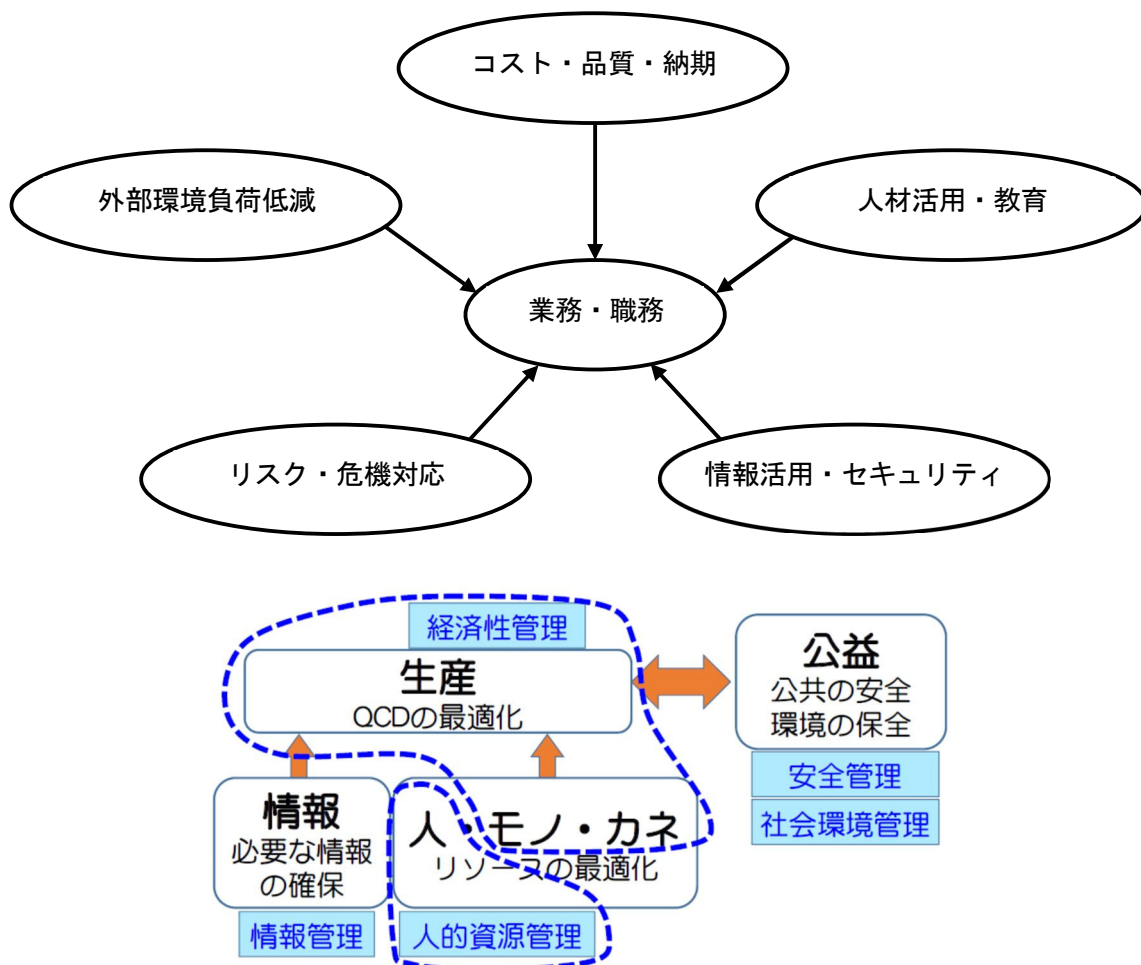 コスト・品質・納期
外部環境負荷低減
人材活用・教育
業務・職務
リスク・危機対応
情報活用・セキュリティ
経済性管理
生産
QCDの最適化
公益
公共の安全
環境の保全
安全管理
社会環境管理
情報
必要な情報
の確保
情報管理
人・モノ・カネ
リソースの最適化
人的資源管理